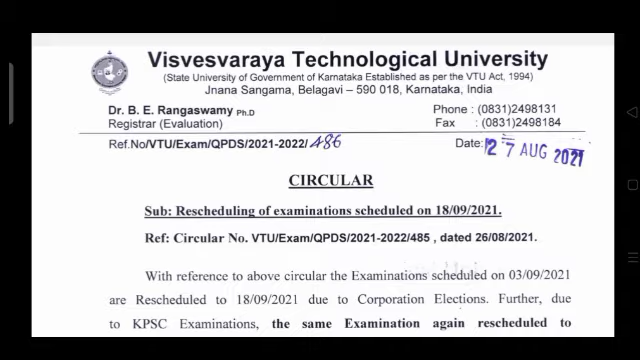 Visvesvaraya Technological University
(State University of Government of Karnataka Established as per the VTU Act, 1994)
Jnana Sangama, Belagavi – 590 018, Karnataka, India
Dr. B. E. Rangaswamy Ph.D
Phone : (0831)2498131
Registrar (Evaluation)
Fax : (0831)2498184
Ref.No/VTU/Exam/QPDS/2021-2022/486
Date: 27 AUG 2021
CIRCULAR
Sub: Rescheduling of examinations scheduled on 18/09/2021.
Ref: Circular No. VTU/Exam/QPDS/2021-2022/485 , dated 26/08/2021.
With reference to above circular the Examinations scheduled on 03/09/2021
are Rescheduled to 18/09/2021 due to Corporation Elections. Further, due
to KPSC Examinations, the same Examination again rescheduled to